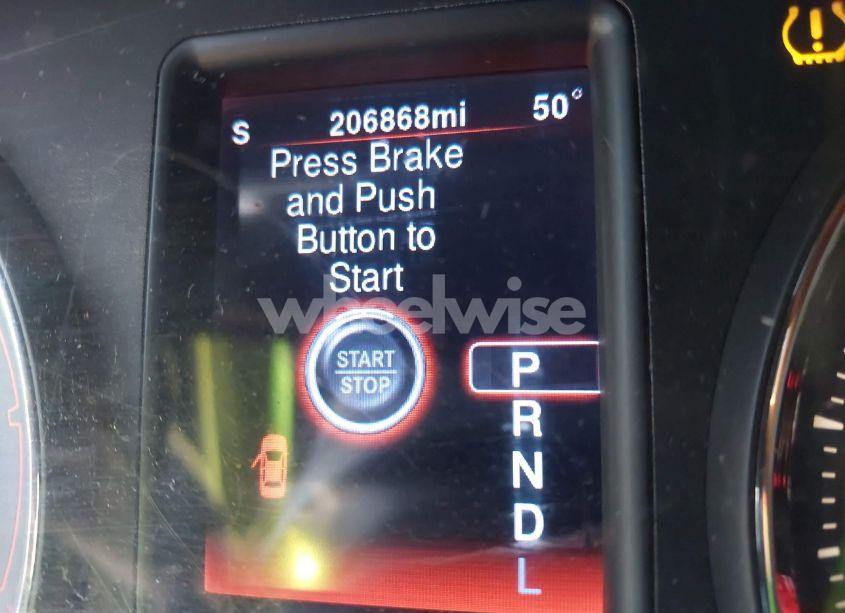 S 206868mi 50°
Press Brake
and Push
Button to
Start
wheelwise
START
STOP
P
R
N
D
L